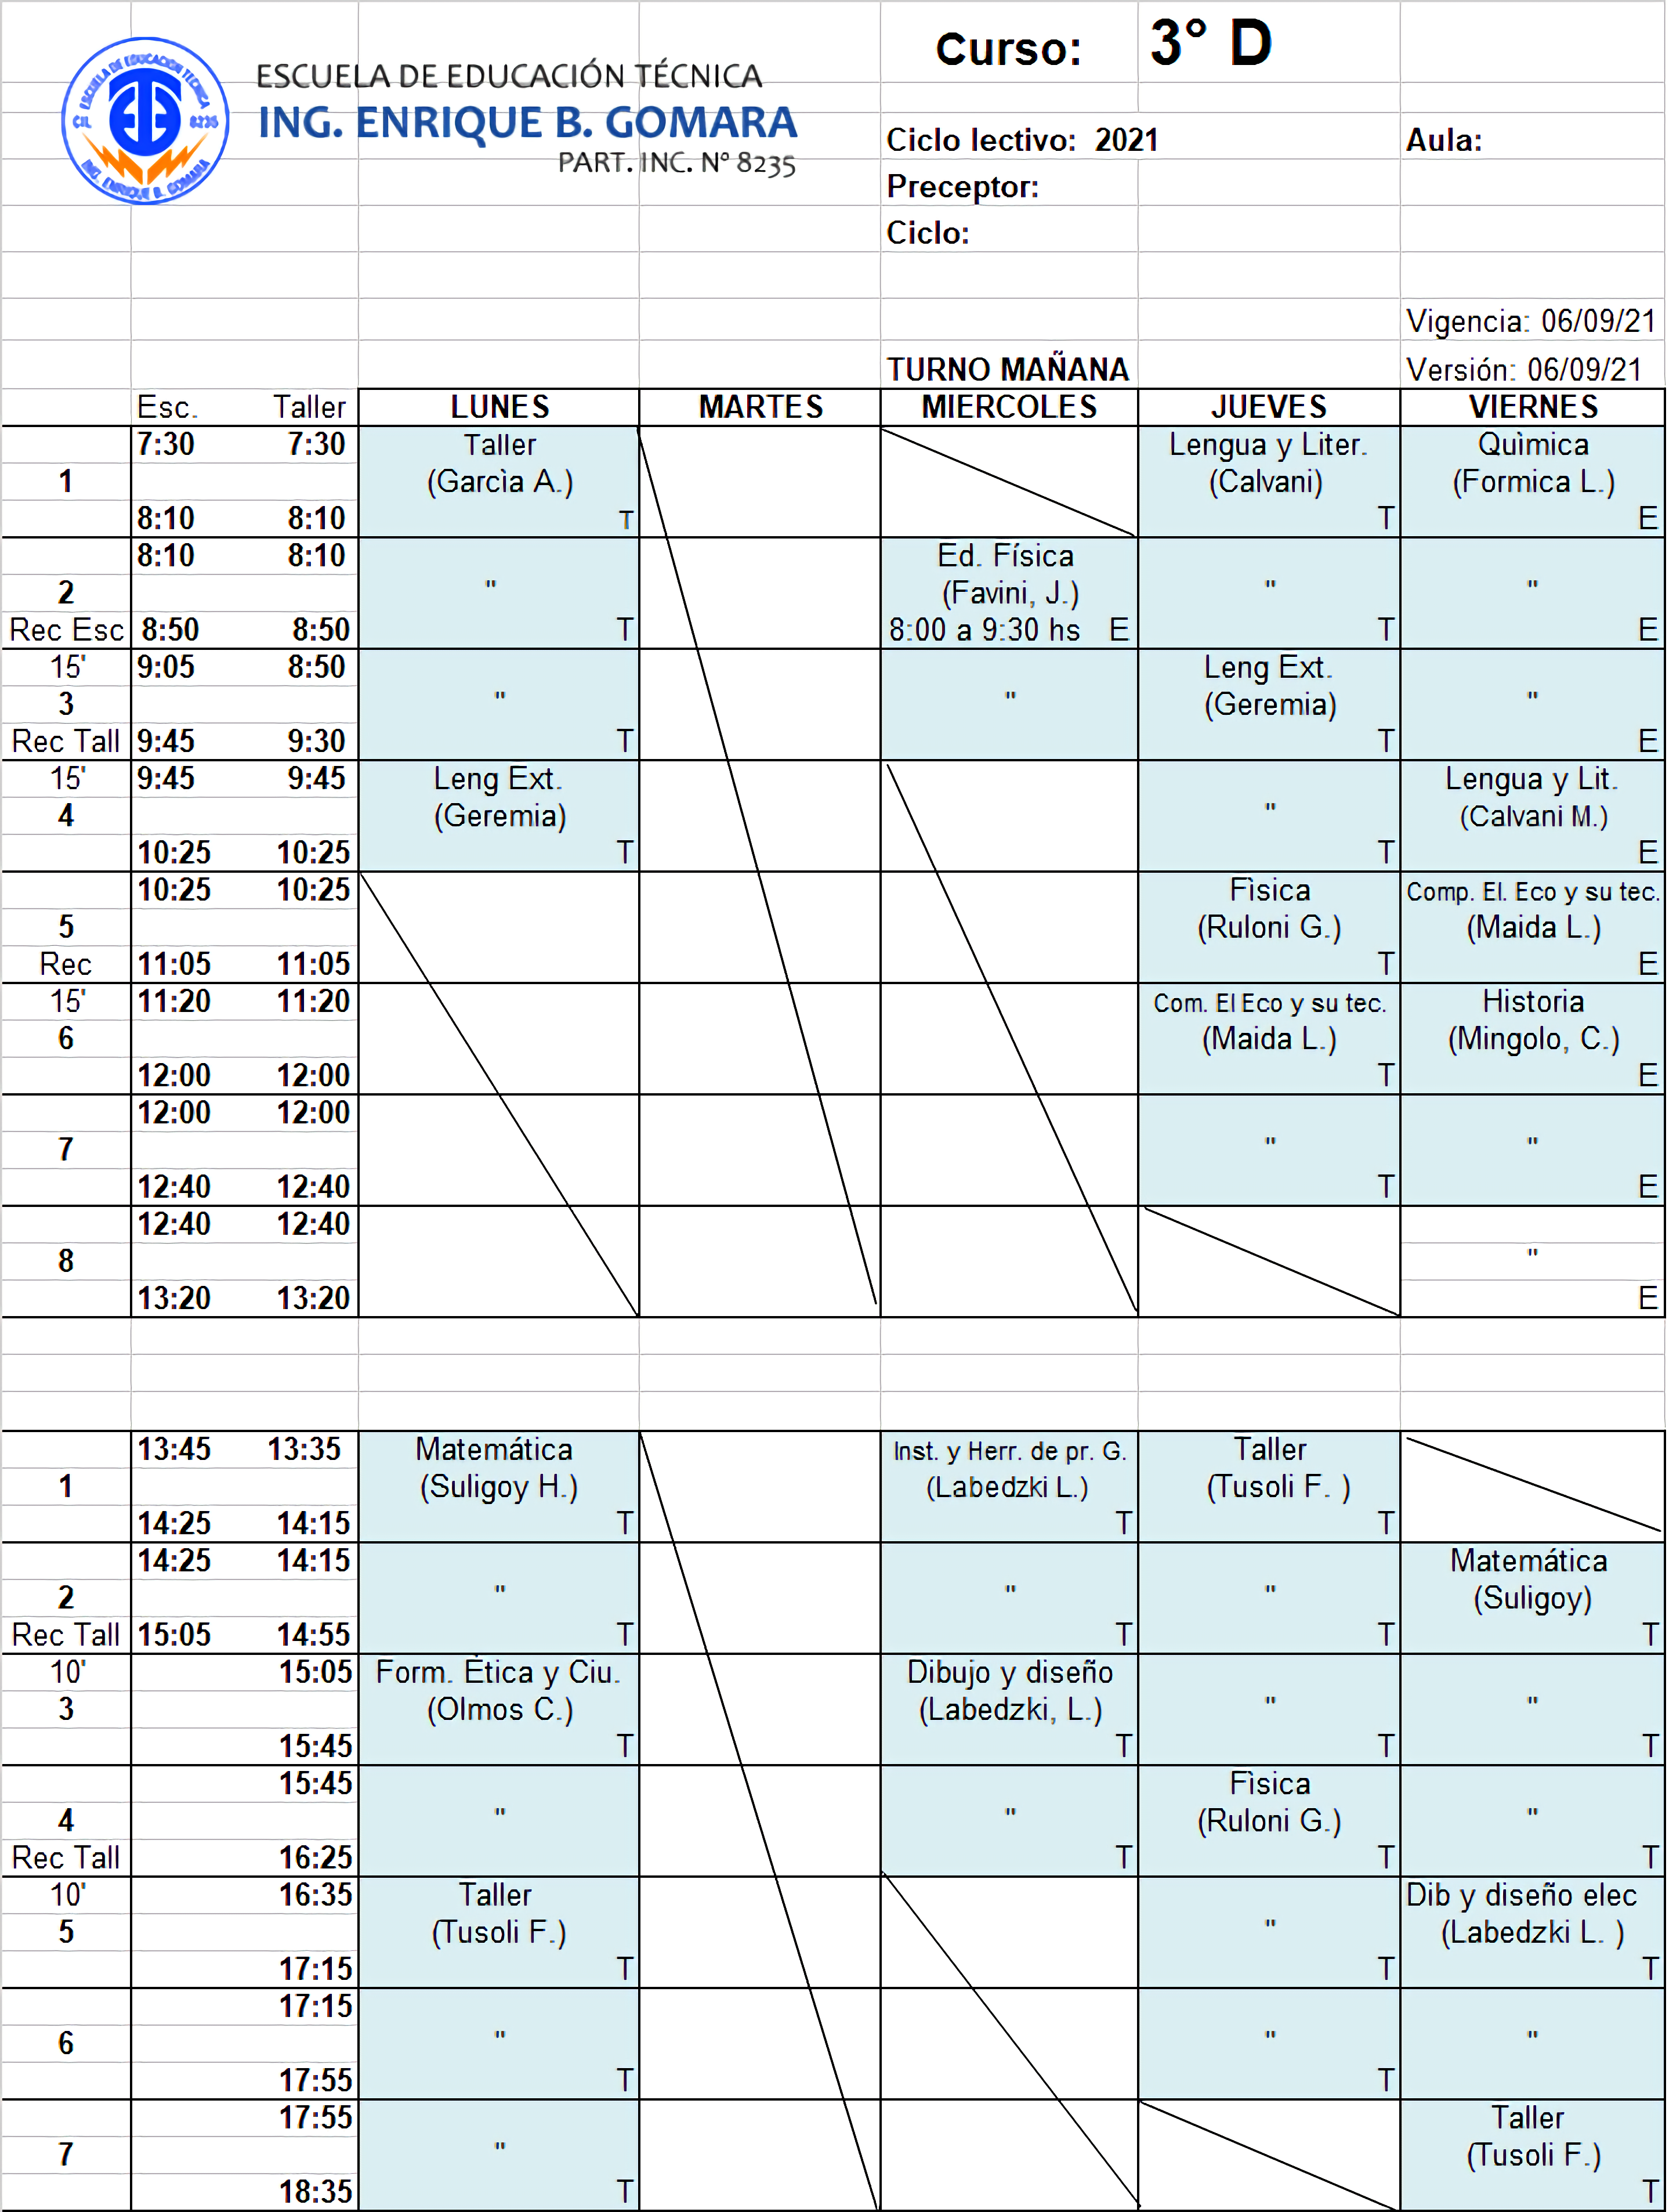 Curso: 3° D
ESCUELA DE EDUCACIÓN TÉCNICA
ING. ENRIQUE B. GOMARA
PART. INC. N° 8235
ESCUELA DE EDUCACION TECNICA
8235
ING. ENRIQUE B. GOMARA
Ciclo lectivo: 2021 Aula:
Preceptor:
Ciclo:
Vigencia: 06/09/21
TURNO MAÑANA Versión: 06/09/21
Esc. Taller LUNES MARTES MIERCOLES JUEVES VIERNES
7:30 7:30 Taller Lengua y Liter. Quìmica
1 (Garcìa A.) (Calvani) (Formica L.)
8:10 8:10 T T E
8:10 8:10 Ed. Física
2 " (Favini, J.) " "
Rec Esc 8:50 8:50 T 8:00 a 9:30 hs E T E
15' 9:05 8:50 Leng Ext.
3 " " (Geremia) "
Rec Tall 9:45 9:30 T T E
15' 9:45 9:45 Leng Ext. Lengua y Lit.
4 (Geremia) " (Calvani M.)
10:25 10:25 T T E
10:25 10:25 Fìsica Comp. El. Eco y su tec.
5 (Ruloni G.) (Maida L.)
Rec 11:05 11:05 T E
15' 11:20 11:20 Com. El Eco y su tec. Historia
6 (Maida L.) (Mingolo, C.)
12:00 12:00 T E
12:00 12:00
7 " "
12:40 12:40 T E
12:40 12:40
8 "
13:20 13:20 E
13:45 13:35 Matemática Inst. y Herr. de pr. G. Taller
1 (Suligoy H.) (Labedzki L.) (Tusoli F. )
14:25 14:15 T T T
14:25 14:15 Matemática
2 " " " (Suligoy)
Rec Tall 15:05 14:55 T T T T
10' 15:05 Form. Ética y Ciu. Dibujo y diseño
3 (Olmos C.) (Labedzki, L.) " "
15:45 T T T T
15:45 Fìsica
4 " " (Ruloni G.) "
Rec Tall 16:25 T T T
10' 16:35 Taller Dib y diseño elec
5 (Tusoli F.) " (Labedzki L. )
17:15 T T T
17:15
6 " " "
17:55 T T
17:55 Taller
7 " (Tusoli F.)
18:35 T T